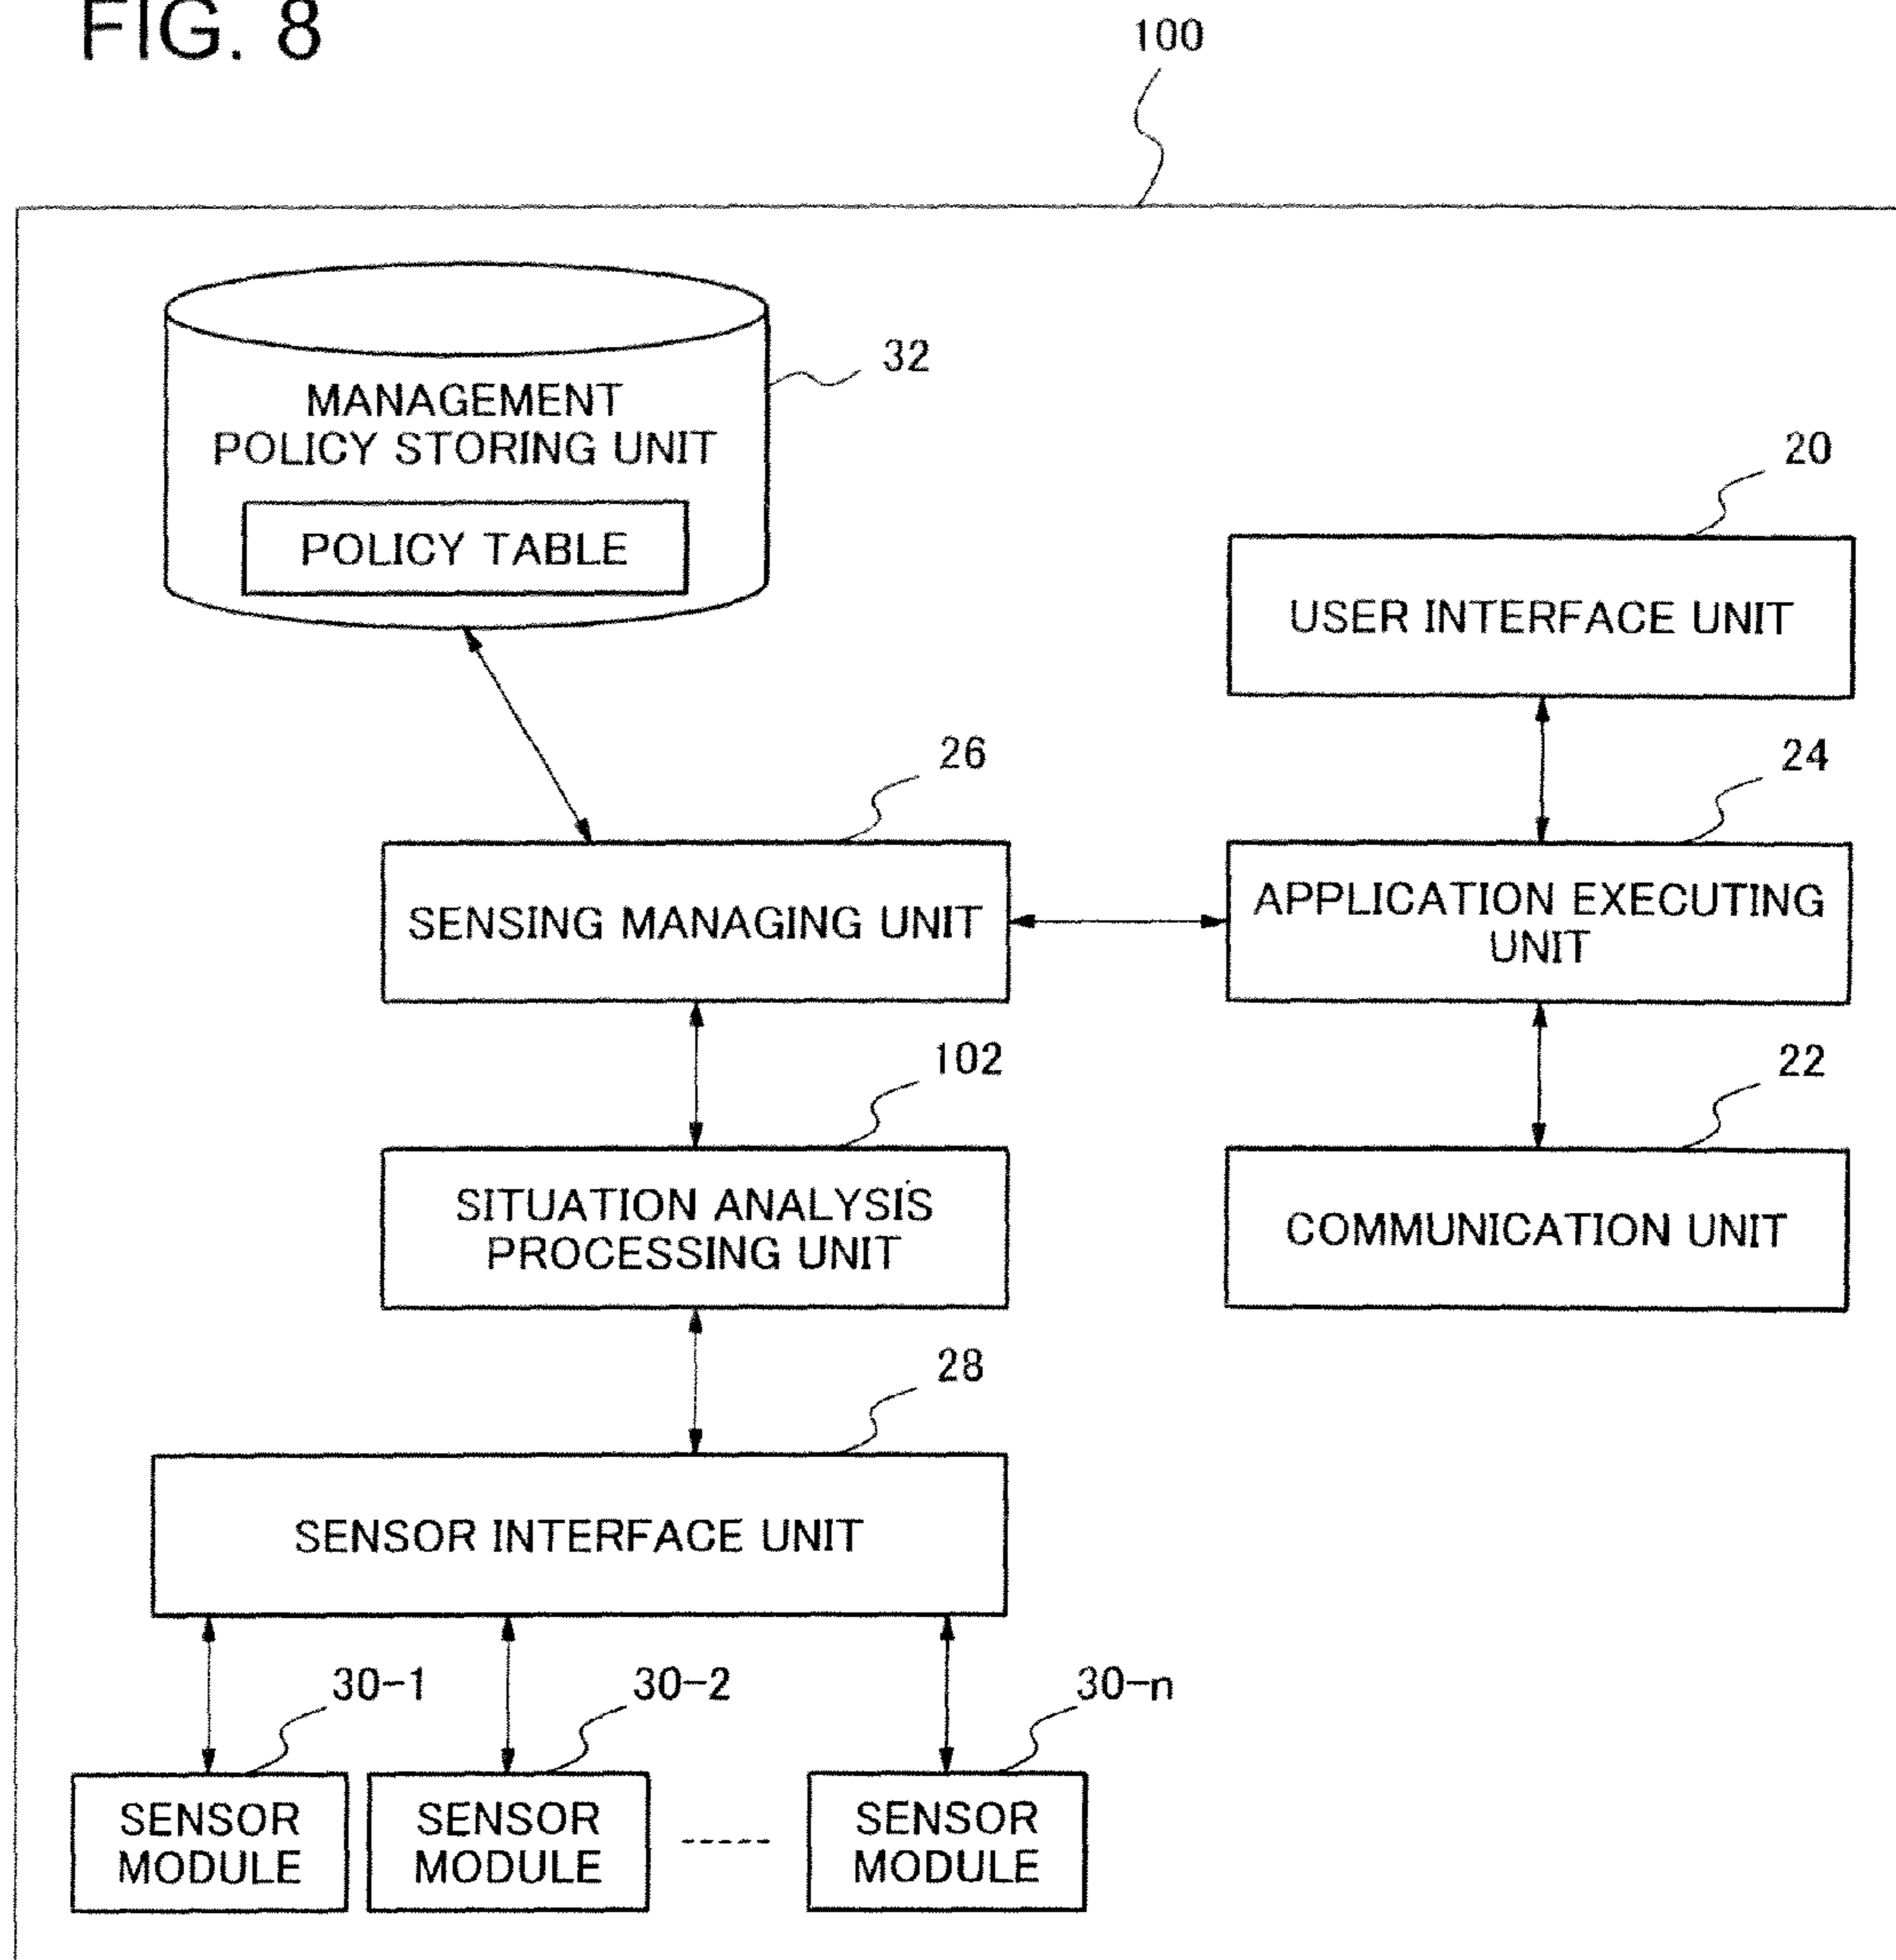 FIG. 8
100
32
MANAGEMENT
POLICY STORING UNIT
POLICY TABLE
20
USER INTERFACE UNIT
26
24
SENSING MANAGING UNIT
APPLICATION EXECUTING
UNIT
102
22
SITUATION ANALYSIS
PROCESSING UNIT
COMMUNICATION UNIT
28
SENSOR INTERFACE UNIT
30-1
30-2
30-n
SENSOR
MODULE
SENSOR
MODULE
SENSOR
MODULE